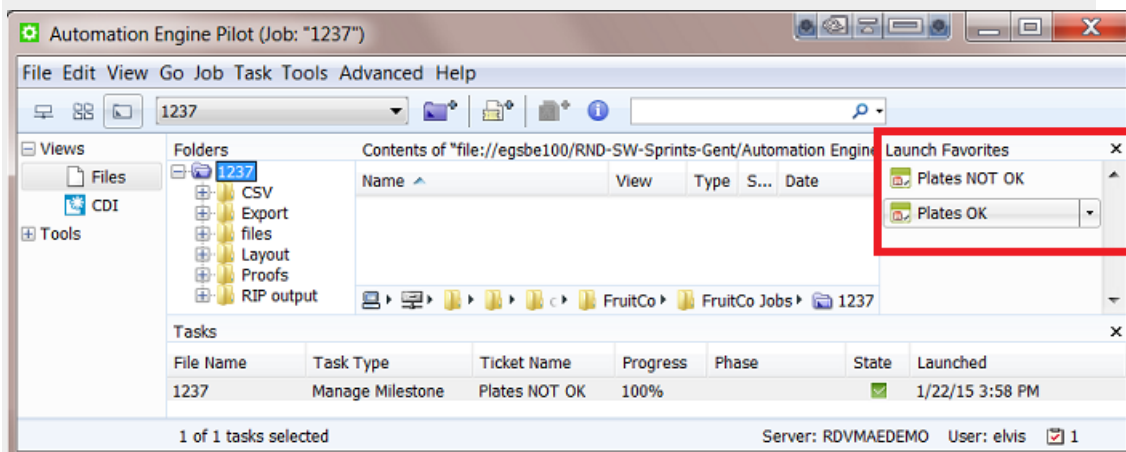 Automation Engine Pilot (Job: "1237")
File Edit View Go Job Task Tools Advanced Help
1237
Views
Files
CDI
Tools
Folders
1237
CSV
Export
files
Layout
Proofs
RIP output
Contents of "file://egsbe100/RND-SW-Sprints-Gent/Automation Engine
Name View Type S... Date
c FruitCo FruitCo Jobs 1237
Launch Favorites
Plates NOT OK
Plates OK
Tasks
File Name Task Type Ticket Name Progress Phase State Launched
1237 Manage Milestone Plates NOT OK 100% 1/22/15 3:58 PM
1 of 1 tasks selected Server: RDVMAEDEMO User: elvis 1